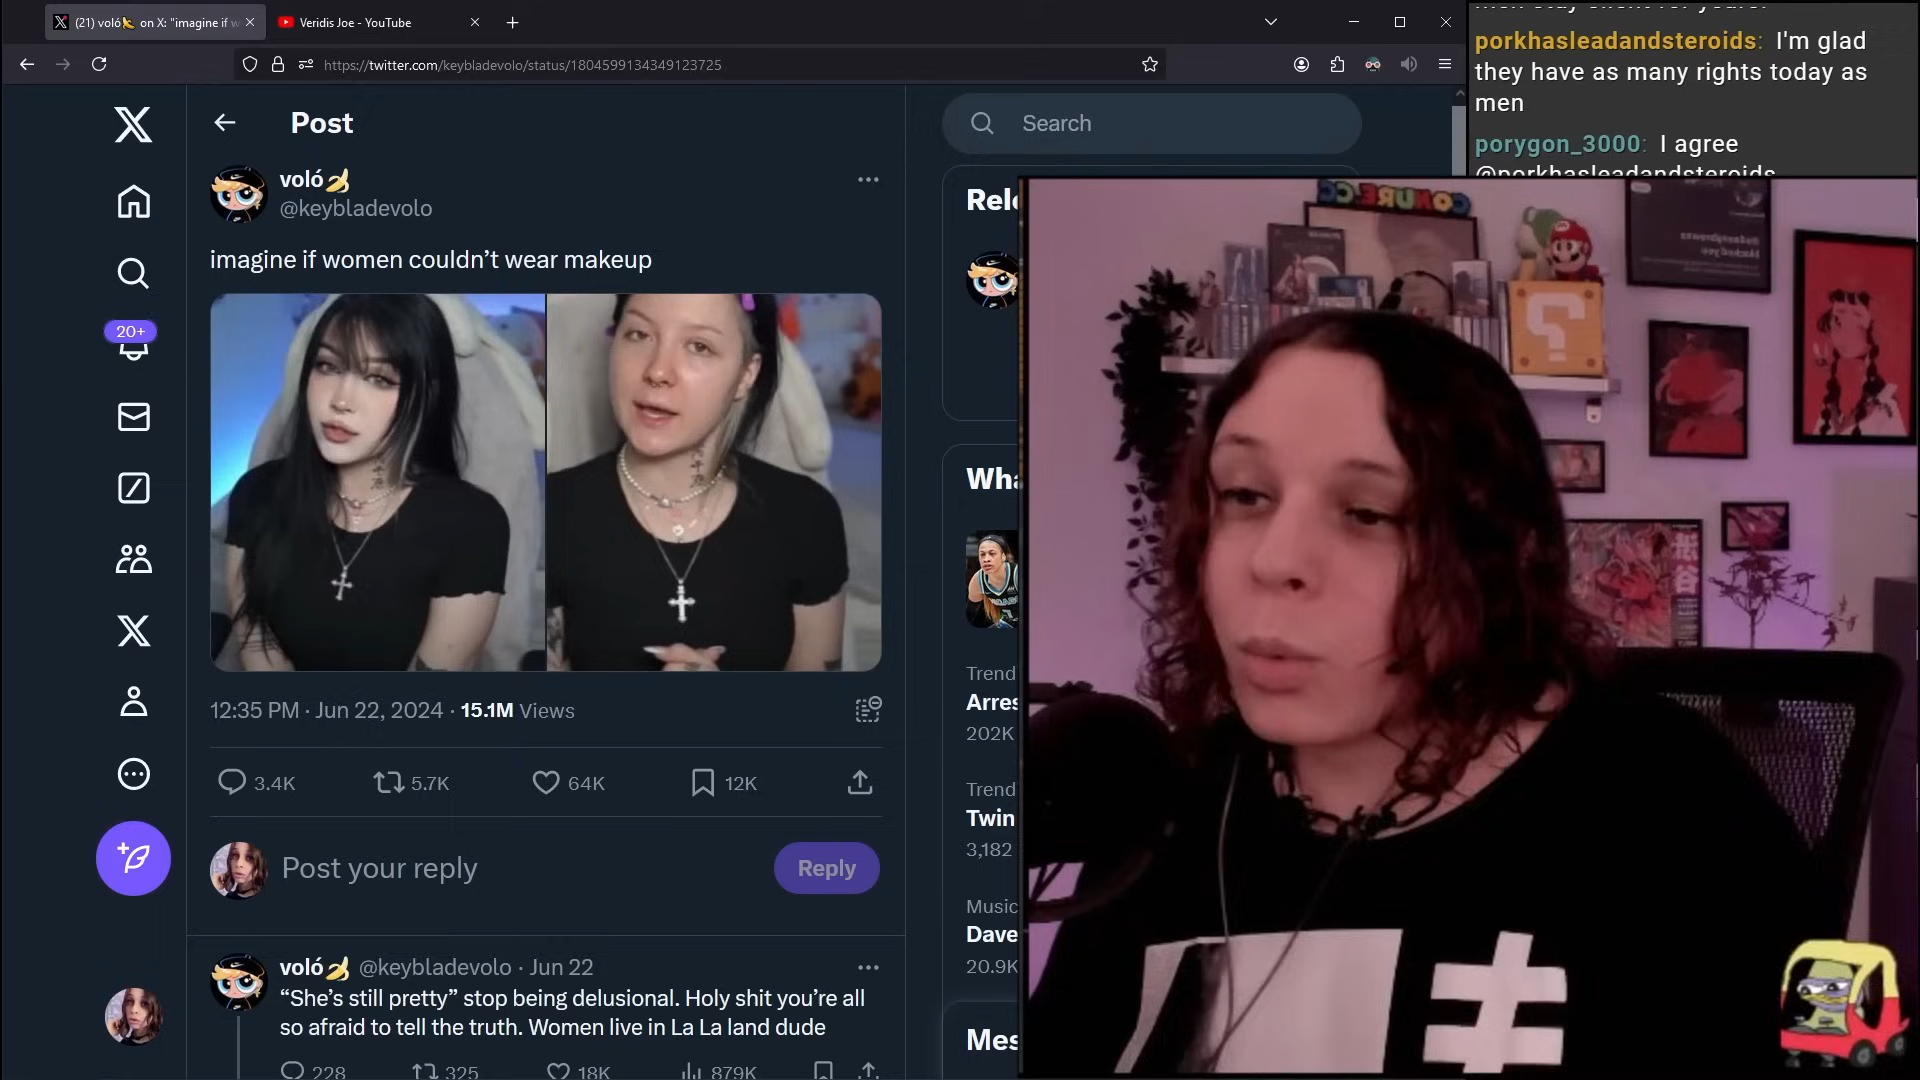 (21) voló🍌 on X: "imagine if w
Veridis Joe - YouTube
https://twitter.com/keybladevolo/status/1804599134349123725
Post
Search
voló🍌
@keybladevolo
imagine if women couldn’t wear makeup
20+
12:35 PM · Jun 22, 2024 · 15.1M Views
3.4K
5.7K
64K
12K
Post your reply
Reply
voló🍌 @keybladevolo · Jun 22
“She’s still pretty” stop being delusional. Holy shit you’re all
so afraid to tell the truth. Women live in La La land dude
228
325
18K
879K
Rele
Wha
Trend
Arres
202K
Trend
Twin
3,182
Music
Dave
20.9K
Mes
porkhasleadandsteroids: I'm glad
they have as many rights today as
men
porygon_3000: I agree
@porkhasleadandsteroids